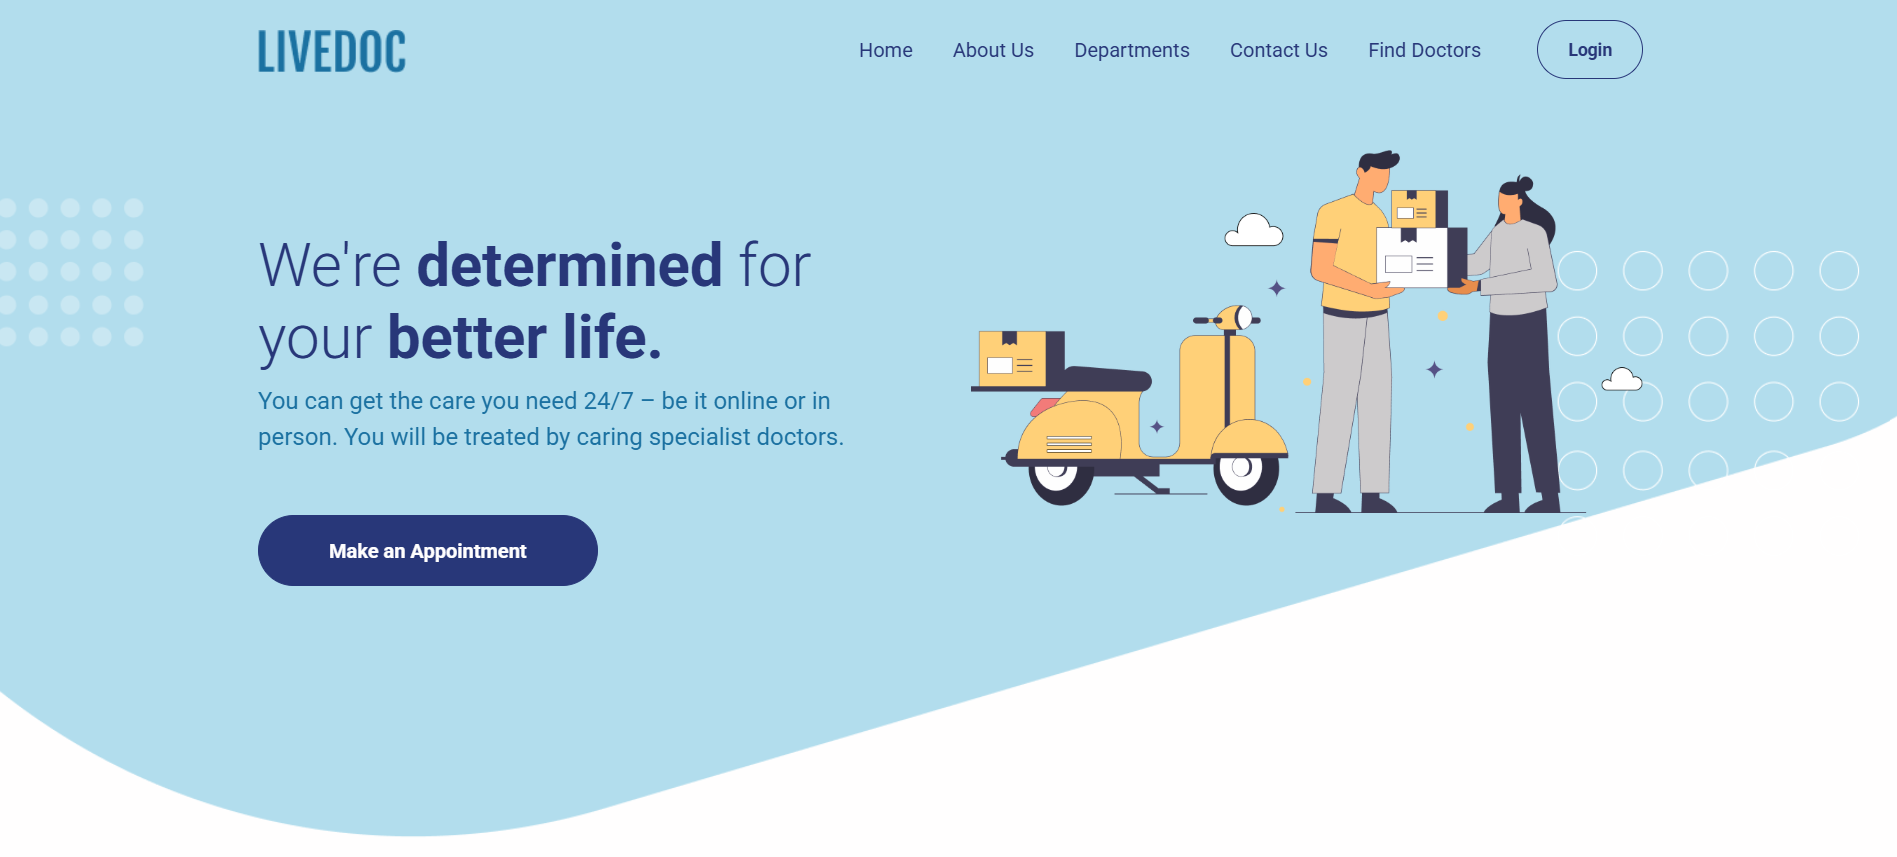 LIVEDOC
Home
About Us
Departments
Contact Us
Find Doctors
Login
We're determined for
your better life.
You can get the care you need 24/7 – be it online or in
person. You will be treated by caring specialist doctors.
Make an Appointment